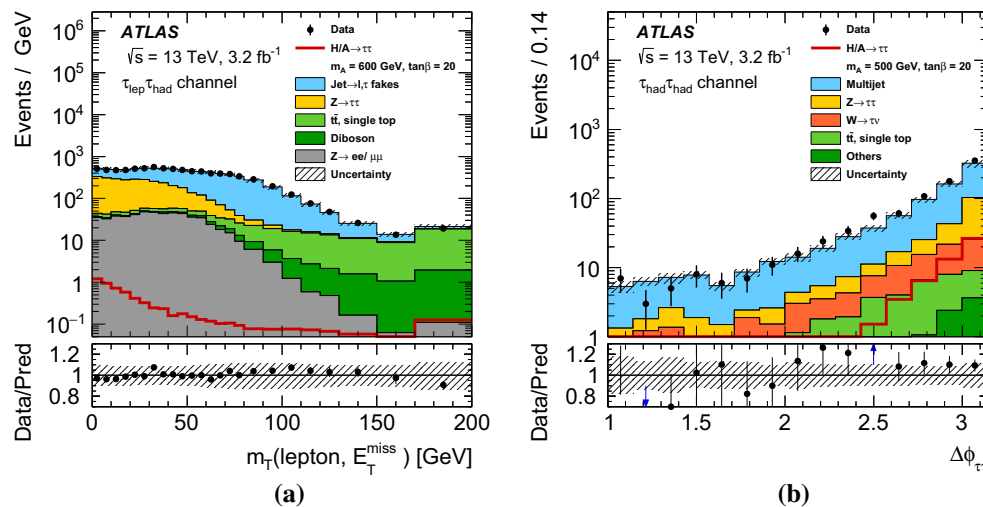 Events / GeV
10⁶
10⁵
10⁴
10³
10²
10
1
10⁻¹
ATLAS
√s = 13 TeV, 3.2 fb⁻¹
τlepτhad channel
Data
H/A→ττ
mA = 600 GeV, tanβ = 20
Jet→l,τ fakes
Z→ττ
tt̄, single top
Diboson
Z→ ee/ μμ
Uncertainty
Data/Pred
1.2
1
0.8
0 50 100 150 200
mT(lepton, ETmiss) [GeV]
(a)
Events / 0.14
10⁴
10³
10²
10
1
ATLAS
√s = 13 TeV, 3.2 fb⁻¹
τhadτhad channel
Data
H/A→ττ
mA = 500 GeV, tanβ = 20
Multijet
Z→ττ
W→τν
tt̄, single top
Others
Uncertainty
Data/Pred
1.2
1
0.8
1 1.5 2 2.5 3
(b)